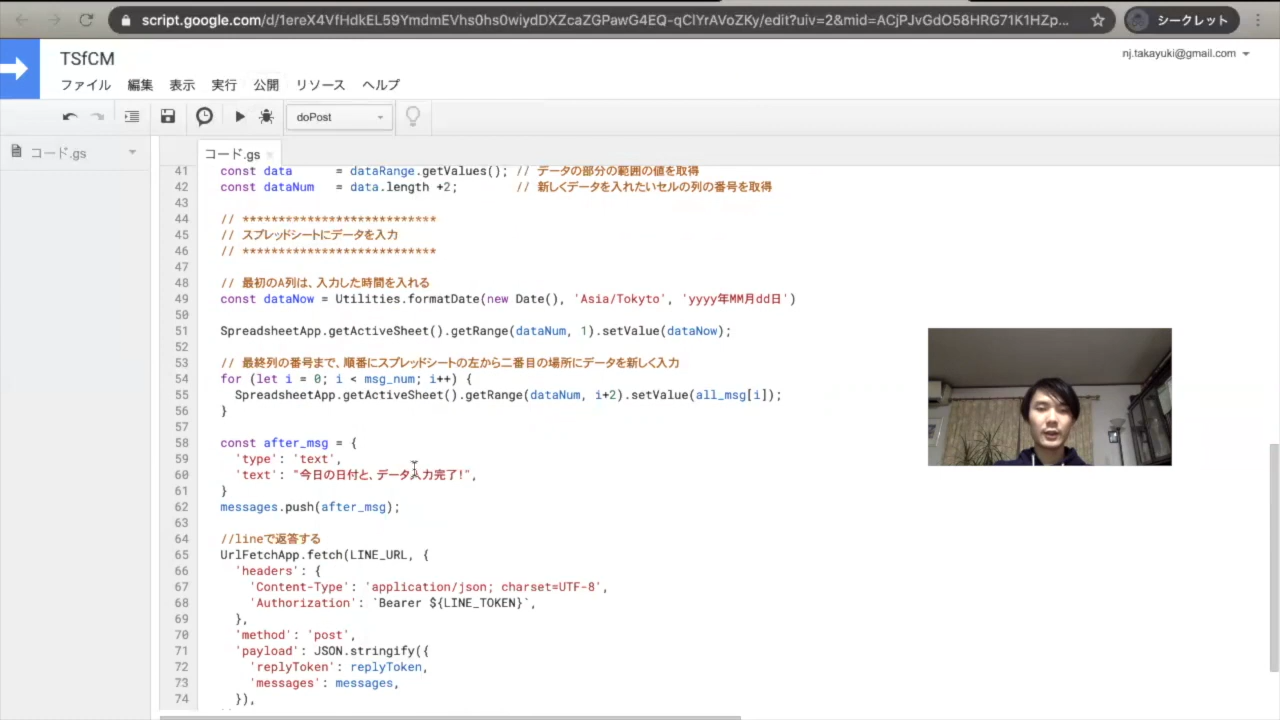 script.google.com/d/1ereX4VfHdkEL59YmdmEVhs0hs0wiydDXZcaZGPawG4EQ-qClYrAVoZKy/edit?uiv=2&mid=ACjPJvGdO58HRG71K1HZp...
シークレット
TSfCM
nj.takayuki@gmail.com
ファイル 編集 表示 実行 公開 リソース ヘルプ
doPost
コード.gs
コード.gs
41 const data = dataRange.getValues(); // データの部分の範囲の値を取得
42 const dataNum = data.length +2; // 新しくデータを入れたいセルの列の番号を取得
43
44 // ***************************
45 // スプレッドシートにデータを入力
46 // ***************************
47
48 // 最初のA列は、入力した時間を入れる
49 const dataNow = Utilities.formatDate(new Date(), 'Asia/Tokyto', 'yyyy年MM月dd日')
50
51 SpreadsheetApp.getActiveSheet().getRange(dataNum, 1).setValue(dataNow);
52
53 // 最終列の番号まで、順番にスプレッドシートの左から二番目の場所にデータを新しく入力
54 for (let i = 0; i < msg_num; i++) {
55 SpreadsheetApp.getActiveSheet().getRange(dataNum, i+2).setValue(all_msg[i]);
56 }
57
58 const after_msg = {
59 'type': 'text',
60 'text': "今日の日付と、データ入力完了!",
61 }
62 messages.push(after_msg);
63
64 //lineで返答する
65 UrlFetchApp.fetch(LINE_URL, {
66 'headers': {
67 'Content-Type': 'application/json; charset=UTF-8',
68 'Authorization': `Bearer ${LINE_TOKEN}`,
69 },
70 'method': 'post',
71 'payload': JSON.stringify({
72 'replyToken': replyToken,
73 'messages': messages,
74 }),